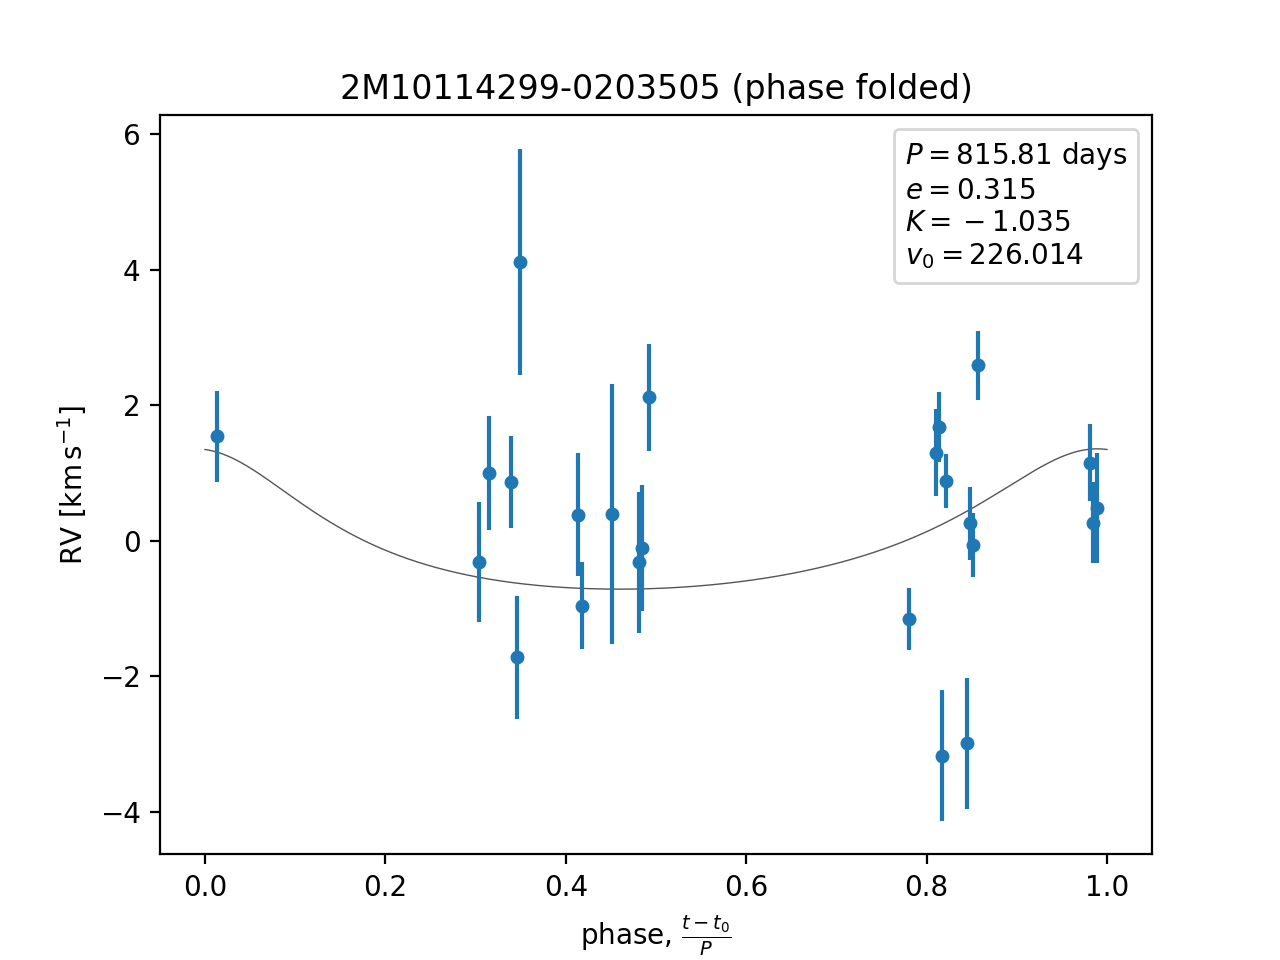 2M10114299-0203505 (phase folded)
P = 815.81 days
e = 0.315
K = −1.035
v₀ = 226.014
RV [km s⁻¹]
6
4
2
0
−2
−4
0.0 0.2 0.4 0.6 0.8 1.0
phase, (t − t₀)/P